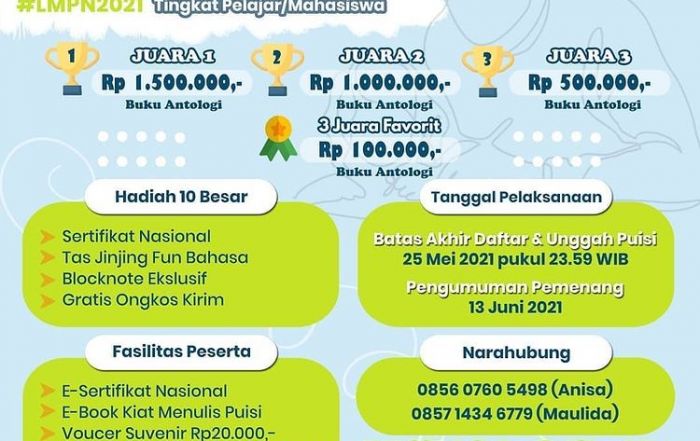 #LMPN2021 Tingkat Pelajar/Mahasiswa
1 JUARA 1
Rp 1.500.000,-
Buku Antologi
2 JUARA 2
Rp 1.000.000,-
Buku Antologi
3 JUARA 3
Rp 500.000,-
Buku Antologi
3 Juara Favorit
Rp 100.000,-
Buku Antologi
Hadiah 10 Besar
Sertifikat Nasional
Tas Jinjing Fun Bahasa
Blocknote Ekslusif
Gratis Ongkos Kirim
Tanggal Pelaksanaan
Batas Akhir Daftar & Unggah Puisi
25 Mei 2021 pukul 23.59 WIB
Pengumuman Pemenang
13 Juni 2021
Fasilitas Peserta
E-Sertifikat Nasional
E-Book Kiat Menulis Puisi
Voucer Suvenir Rp20.000,-
Narahubung
0856 0760 5498 (Anisa)
0857 1434 6779 (Maulida)